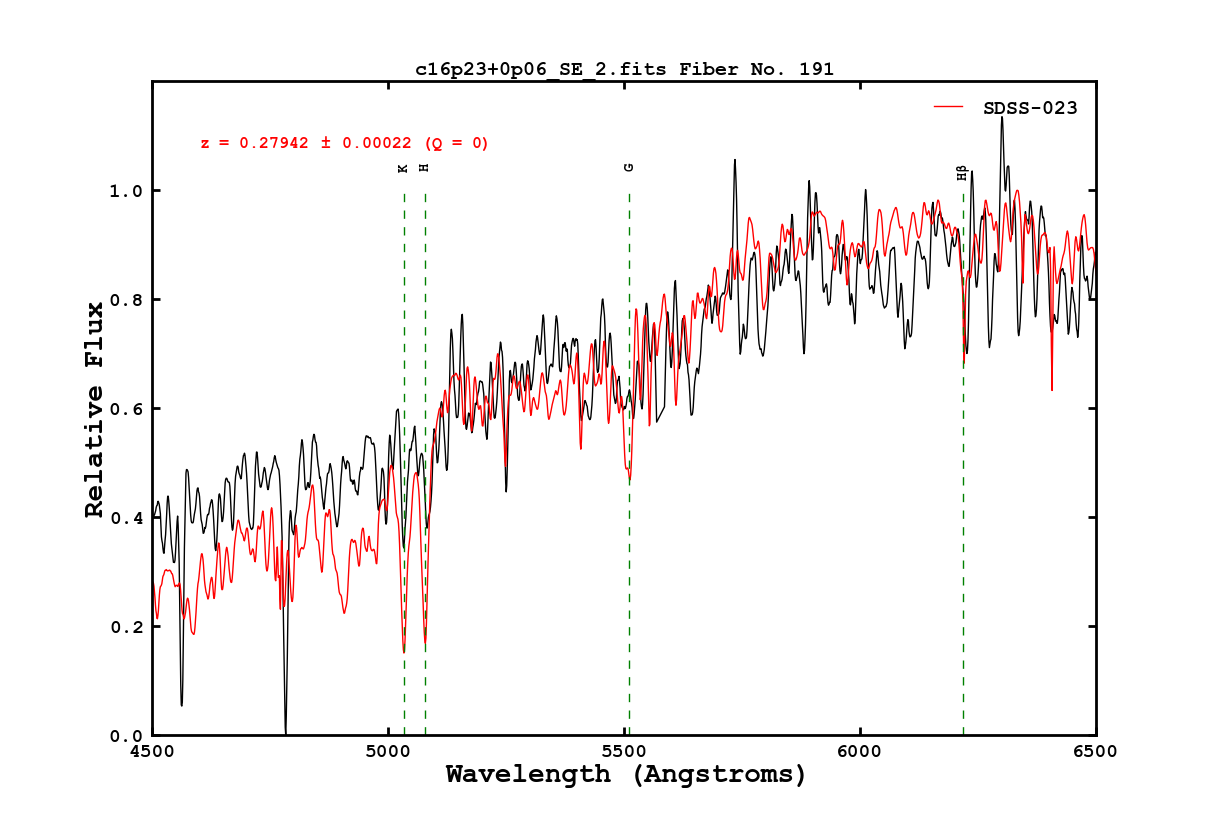 c16p23+0p06_SE_2.fits Fiber No. 191
SDSS-023
z = 0.27942 ± 0.00022 (Q = 0)
K
H
G
Hβ
1.0
0.8
0.6
0.4
0.2
0.0
Relative Flux
4500
5000
5500
6000
6500
Wavelength (Angstroms)